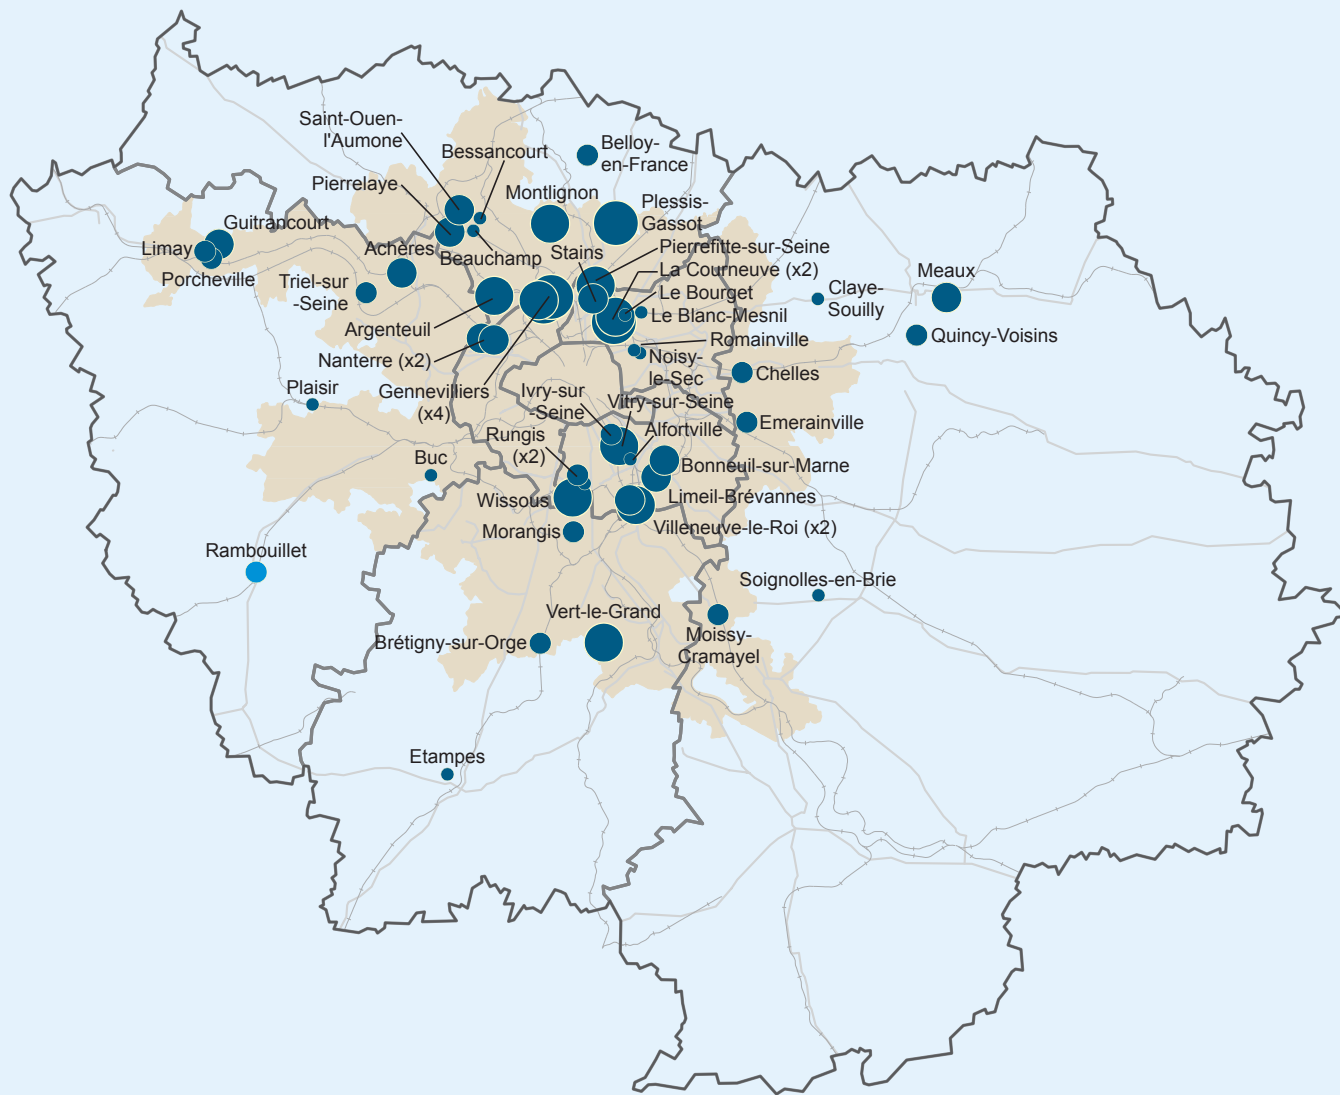 Saint-Ouen-
l'Aumone
Bessancourt
Belloy-
en-France
Pierrelaye
Montlignon
Plessis-
Gassot
Guitrancourt
Limay
Achères
Beauchamp
Stains
Pierrefitte-sur-Seine
La Courneuve (x2)
Porcheville
Triel-sur
-Seine
Le Bourget
Le Blanc-Mesnil
Claye-
Souilly
Meaux
Argenteuil
Romainville
Quincy-Voisins
Nanterre (x2)
Noisy-
le-Sec
Chelles
Plaisir
Gennevilliers
(x4)
Ivry-sur
-Seine
Vitry-sur-Seine
Alfortville
Emerainville
Rungis
(x2)
Buc
Bonneuil-sur-Marne
Wissous
Limeil-Brévannes
Morangis
Villeneuve-le-Roi (x2)
Rambouillet
Soignolles-en-Brie
Vert-le-Grand
Brétigny-sur-Orge
Moissy-
Cramayel
Etampes